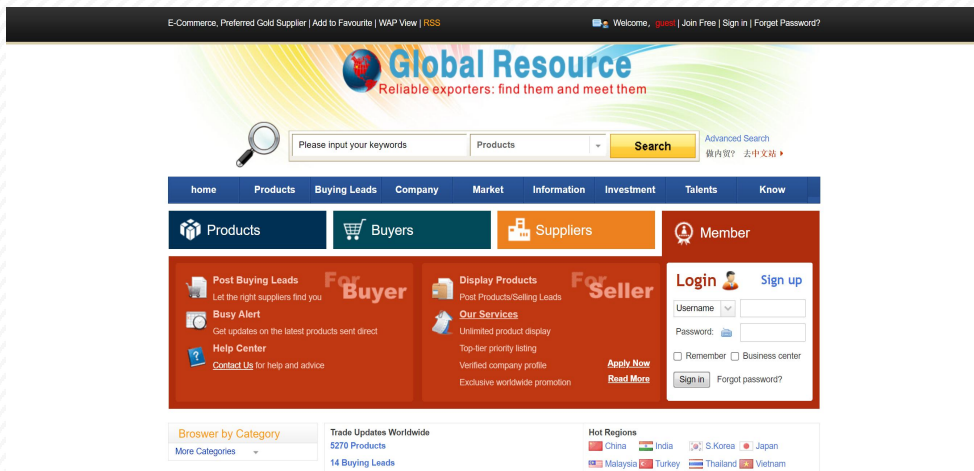 E-Commerce, Preferred Gold Supplier | Add to Favourite | WAP View | RSS
Welcome, guest | Join Free | Sign in | Forget Password?
Global Resource
Reliable exporters: find them and meet them
Please input your keywords
Products
Search
Advanced Search
做内贸? 去中文站
home Products Buying Leads Company Market Information Investment Talents Know
Products
Buyers
Suppliers
Member
For Buyer
Post Buying Leads
Let the right suppliers find you
Busy Alert
Get updates on the latest products sent direct
Help Center
Contact Us for help and advice
For Seller
Display Products
Post Products/Selling Leads
Our Services
Unlimited product display
Top-tier priority listing
Verified company profile
Exclusive worldwide promotion
Apply Now
Read More
Login Sign up
Username
Password:
Remember Business center
Sign in Forgot password?
Broswer by Category
More Categories
Trade Updates Worldwide
5270 Products
14 Buying Leads
Hot Regions
China India S.Korea Japan
Malaysia Turkey Thailand Vietnam